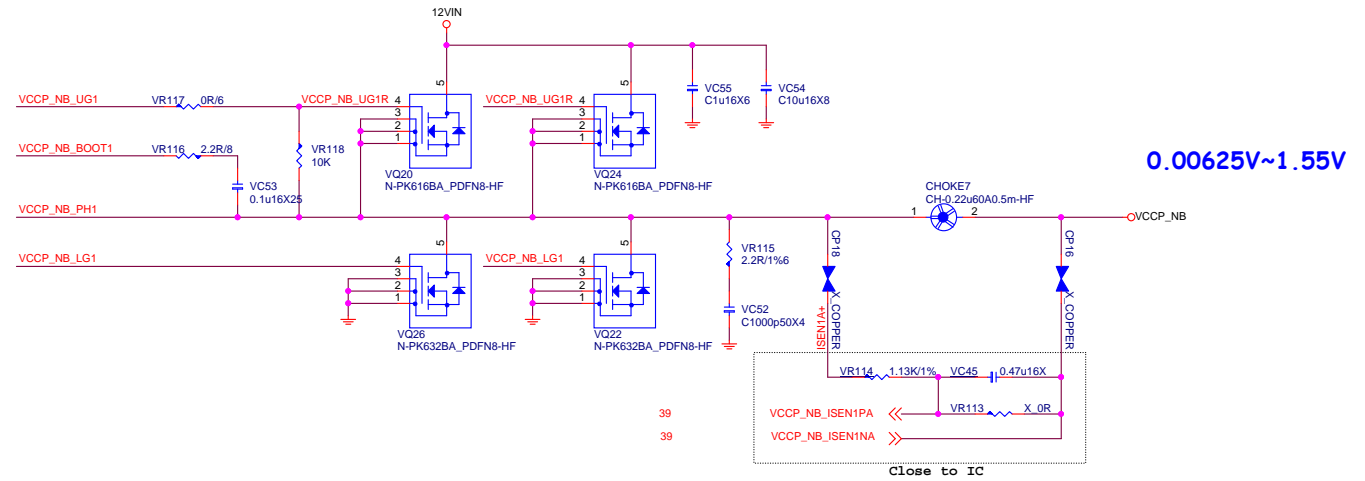 12VIN
VCCP_NB_UG1
VR117
0R/6
VCCP_NB_UG1R
4
3
2
1
5
VCCP_NB_UG1R
4
3
2
1
5
VC55
C1u16X6
VC54
C10u16X8
VCCP_NB_BOOT1
VR116
2.2R/8
VR118
10K
VC53
0.1u16X25
VQ20
N-PK616BA_PDFN8-HF
VQ24
N-PK616BA_PDFN8-HF
0.00625V~1.55V
CHOKE7
CH-0.22u60A0.5m-HF
VCCP_NB_PH1
1
2
VCCP_NB
VCCP_NB_LG1
4
3
2
1
5
VCCP_NB_LG1
4
3
2
1
5
VR115
2.2R/1%6
VC52
C1000p50X4
CP18
X_COPPER
CP16
X_COPPER
ISEN1A+
VQ26
N-PK632BA_PDFN8-HF
VQ22
N-PK632BA_PDFN8-HF
VR114
1.13K/1%
VC45
0.47u16X
39
VCCP_NB_ISEN1PA
VR113
X_0R
39
VCCP_NB_ISEN1NA
Close to IC